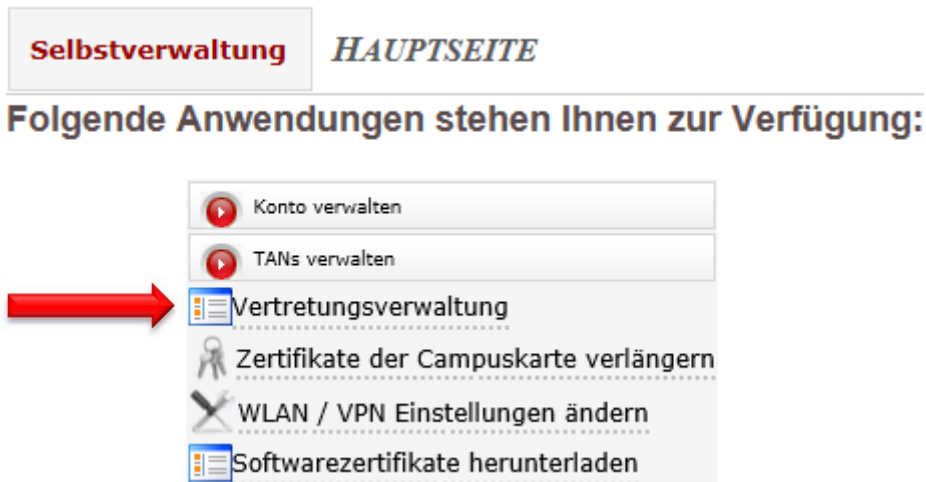 Selbstverwaltung HAUPTSEITE
Folgende Anwendungen stehen Ihnen zur Verfügung:
Konto verwalten
TANs verwalten
Vertretungsverwaltung
Zertifikate der Campuskarte verlängern
WLAN / VPN Einstellungen ändern
Softwarezertifikate herunterladen